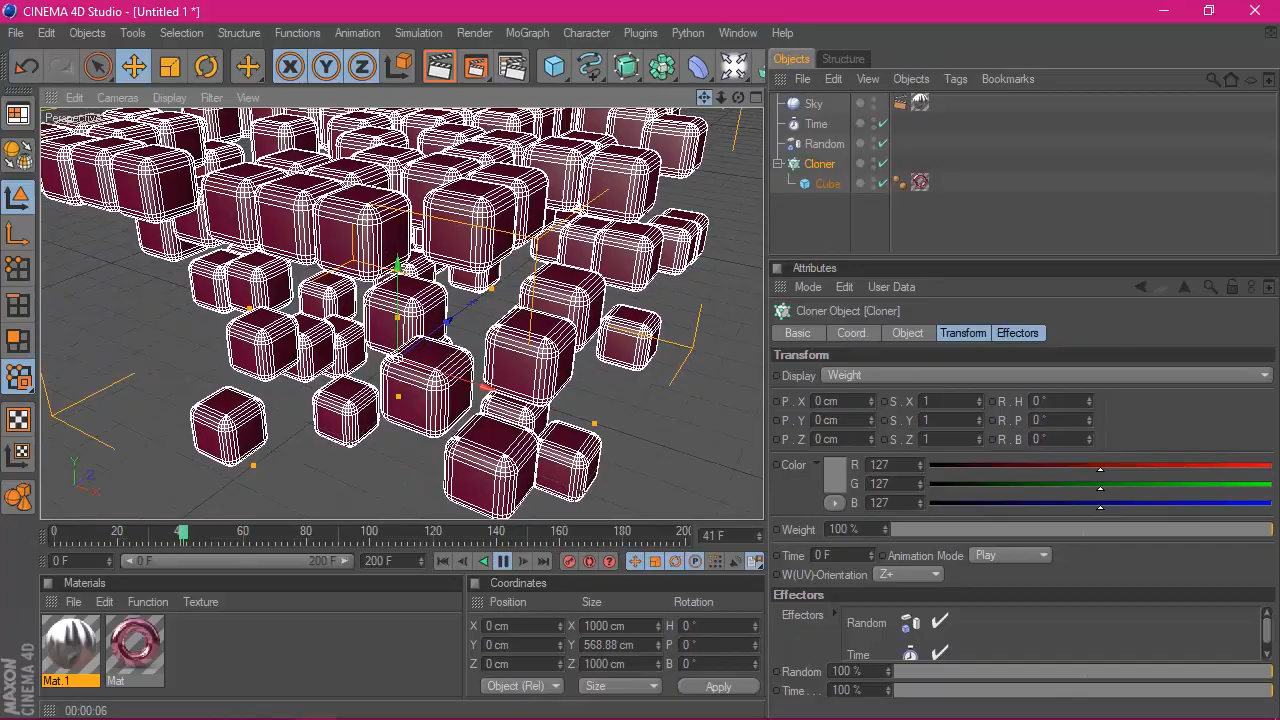 CINEMA 4D Studio - [Untitled 1 *]
File Edit Objects Tools Selection Structure Functions Animation Simulation Render MoGraph Character Plugins Python Window Help
Objects Structure
File Edit View Objects Tags Bookmarks
Edit Cameras Display Filter View
Perspective
Sky
Time
Random
Cloner
Cube
Attributes
Mode Edit User Data
Cloner Object [Cloner]
Basic Coord. Object Transform Effectors
Transform
Display Weight
P . X 0 cm S . X 1 R . H 0 °
P . Y 0 cm S . Y 1 R . P 0 °
P . Z 0 cm S . Z 1 R . B 0 °
Color R 127
G 127
B 127
Weight 100 %
Time 0 F Animation Mode Play
W(UV)-Orientation Z+
Effectors
Effectors Random
Time
Random 100 %
Time . . . 100 %
Y Z X
0 20 40 60 80 100 120 140 160 180 200 41 F
0 F 0 F 200 F 200 F
Materials
File Edit Function Texture
Mat.1 Mat
Coordinates
Position Size Rotation
X 0 cm X 1000 cm H 0 °
Y 0 cm Y 568.88 cm P 0 °
Z 0 cm Z 1000 cm B 0 °
Object (Rel) Size Apply
MAXON
CINEMA 4D
00:00:06